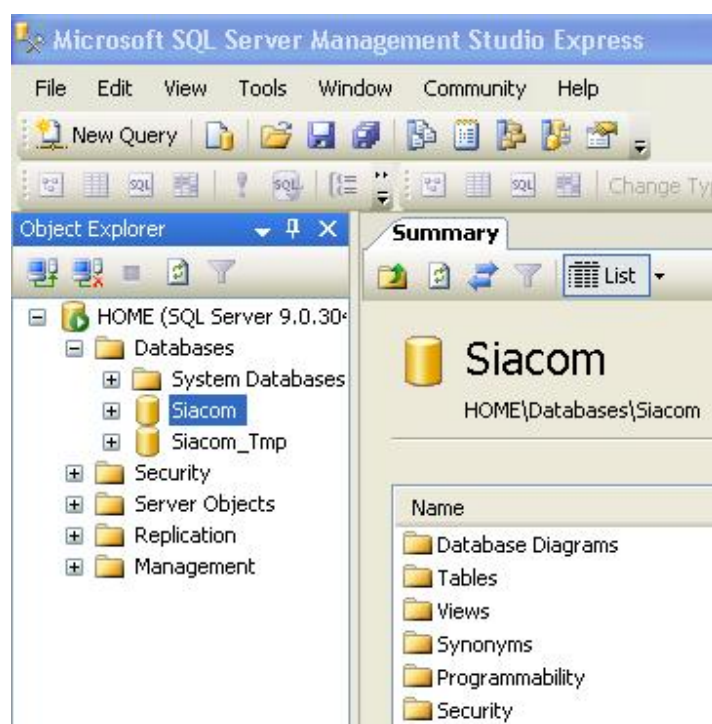 Microsoft SQL Server Management Studio Express
File Edit View Tools Window Community Help
New Query
Change Ty
Object Explorer
HOME (SQL Server 9.0.304
Databases
System Databases
Siacom
Siacom_Tmp
Security
Server Objects
Replication
Management
Summary
List
Siacom
HOME\Databases\Siacom
Name
Database Diagrams
Tables
Views
Synonyms
Programmability
Security